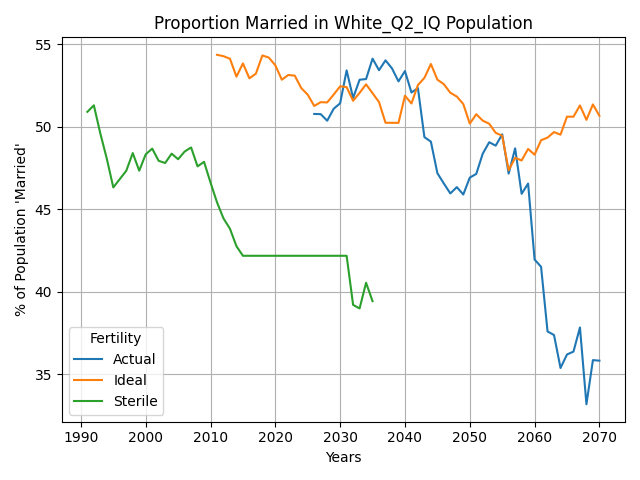 Proportion Married in White_Q2_IQ Population
% of Population 'Married'
55
50
45
40
35
Fertility
Actual
Ideal
Sterile
1990 2000 2010 2020 2030 2040 2050 2060 2070
Years